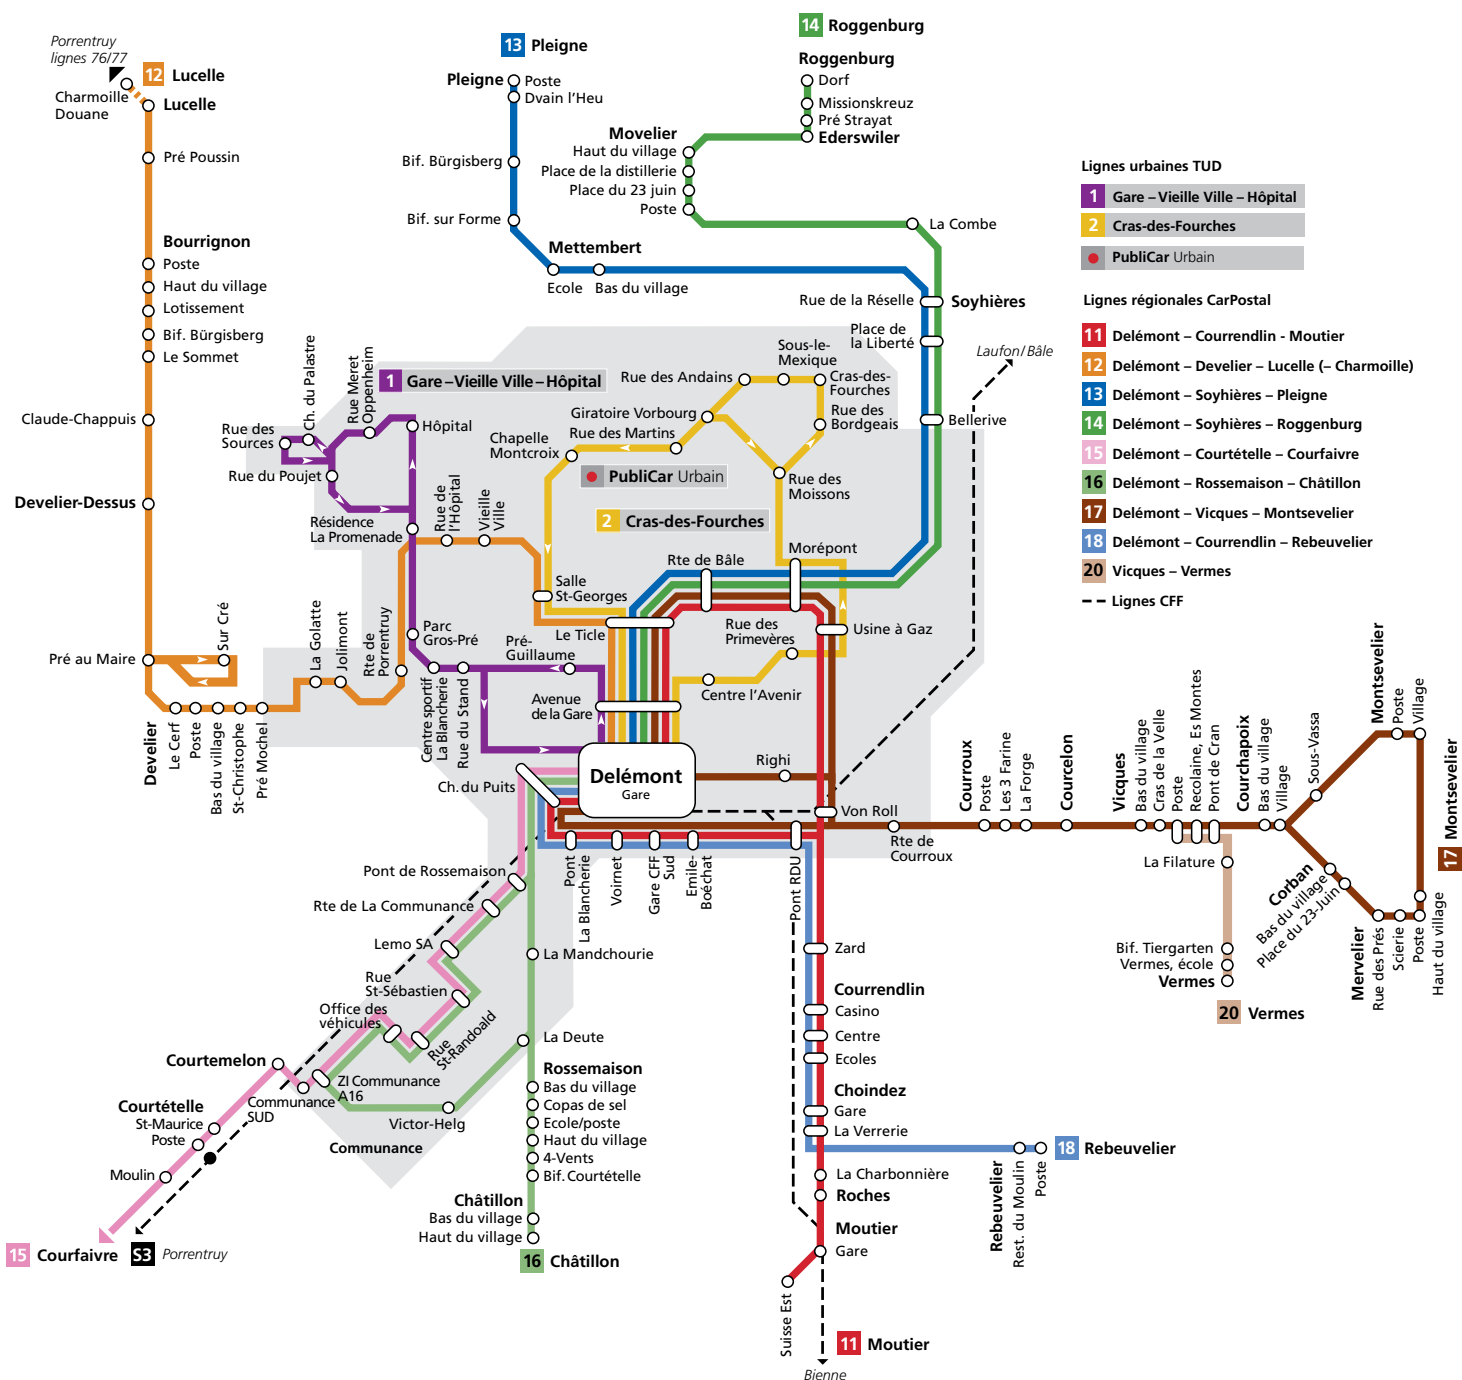 Porrentruy
lignes 76/77
12 Lucelle
Charmoille
Douane
Lucelle
Pré Poussin
Bourrignon
Poste
Haut du village
Lotissement
Bif. Bürgisberg
Le Sommet
Claude-Chappuis
Develier-Dessus
Pré au Maire
Sur Cré
Develier
Le Cerf
Poste
Bas du village
St-Christophe
Pré Mochel
La Golatte
Jolimont
Rte de
Porrentruy
13 Pleigne
Pleigne
Poste
Dvain l'Heu
Bif. Bürgisberg
Bif. sur Forme
Mettembert
Ecole
Bas du village
14 Roggenburg
Roggenburg
Dorf
Missionskreuz
Pré Strayat
Ederswiler
Movelier
Haut du village
Place de la distillerie
Place du 23 juin
Poste
La Combe
Rue de la Réselle
Soyhières
Place de
la Liberté
Bellerive
Laufon/Bâle
Lignes urbaines TUD
1 Gare – Vieille Ville – Hôpital
2 Cras-des-Fourches
PubliCar Urbain
Lignes régionales CarPostal
11 Delémont – Courrendlin - Moutier
12 Delémont – Develier – Lucelle (– Charmoille)
13 Delémont – Soyhières – Pleigne
14 Delémont – Soyhières – Roggenburg
15 Delémont – Courtételle – Courfaivre
16 Delémont – Rossemaison – Châtillon
17 Delémont – Vicques – Montsevelier
18 Delémont – Courrendlin – Rebeuvelier
20 Vicques – Vermes
Lignes CFF
1 Gare – Vieille Ville – Hôpital
Rue des
Sources
Ch. du Palastre
Rue Meret
Oppenheim
Hôpital
Rue du Poujet
Résidence
La Promenade
Rue de
l'Hôpital
Vieille
Ville
Parc
Gros-Pré
Centre sportif
La Blancherie
Rue du Stand
Pré-
Guillaume
Avenue
de la Gare
Sous-le-
Mexique
Rue des Andains
Cras-des-
Fourches
Giratoire Vorbourg
Rue des
Bordgeais
Rue des Martins
Chapelle
Montcroix
PubliCar Urbain
Rue des
Moissons
2 Cras-des-Fourches
Morépont
Rte de Bâle
Salle
St-Georges
Le Ticle
Rue des
Primevères
Usine à Gaz
Centre l'Avenir
Delémont
Gare
Righi
Ch. du Puits
Von Roll
Rte de
Courroux
Pont
La Blancherie
Voirnet
Gare CFF
Sud
Emile-
Boéchat
Pont RDU
Courroux
Poste
Les 3 Farine
La Forge
Courcelon
Vicques
Bas du village
Cras de la Velle
Poste
Recolaine, Es Montes
Pont de Cran
Courchapoix
Bas du village
Village
Sous-Vassa
Montsevelier
Poste
Village
17 Montsevelier
Corban
Bas du village
Place du 23-Juin
Mervelier
Rue des Prés
Scierie
Poste
Haut du village
La Filature
Bif. Tiergarten
Vermes, école
Vermes
20 Vermes
Pont de Rossemaison
Rte de La Communance
Lemo SA
Rue
St-Sébastien
Office des
véhicules
Rue
St-Randoald
ZI Communance
A16
Communance
SUD
Victor-Helg
Communance
Courtemelon
Courtételle
St-Maurice
Poste
Moulin
15 Courfaivre
S3 Porrentruy
La Mandchourie
La Deute
Rossemaison
Bas du village
Copas de sel
Ecole/poste
Haut du village
4-Vents
Bif. Courtételle
Châtillon
Bas du village
Haut du village
16 Châtillon
Zard
Courrendlin
Casino
Centre
Ecoles
Choindez
Gare
La Verrerie
La Charbonnière
Roches
Moutier
Gare
Suisse Est
11 Moutier
Bienne
Rebeuvelier
Rest. du Moulin
Poste
18 Rebeuvelier